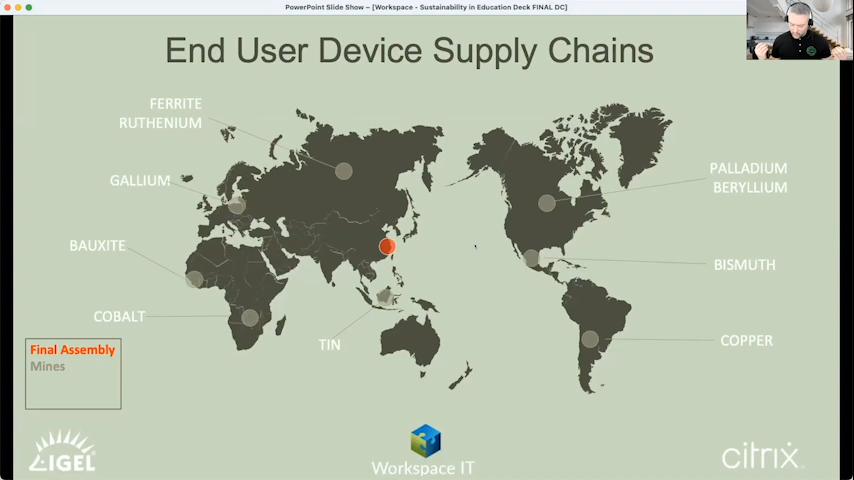 PowerPoint Slide Show – [Workspace - Sustainability in Education Deck FINAL DC]
End User Device Supply Chains
FERRITE
RUTHENIUM
GALLIUM
BAUXITE
COBALT
TIN
PALLADIUM
BERYLLIUM
BISMUTH
COPPER
Final Assembly
Mines
IGEL
Workspace IT
citrix